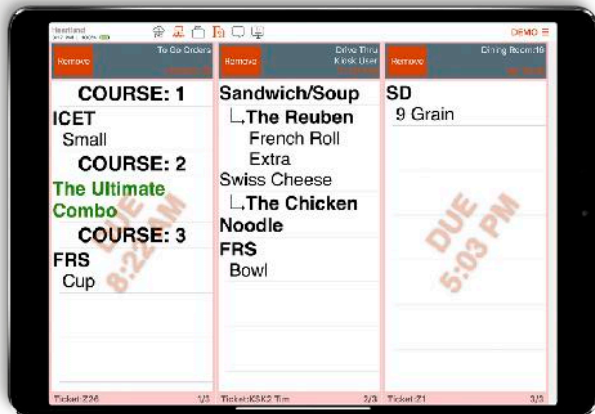 Heartland
DEMO
Remove
To Go Orders
COURSE: 1
ICET
Small
COURSE: 2
The Ultimate
Combo
COURSE: 3
FRS
Cup
DUE
8:22 AM
Ticket:Z26
1/3
Remove
Drive Thru
Kiosk User
Sandwich/Soup
The Reuben
French Roll
Extra
Swiss Cheese
The Chicken
Noodle
FRS
Bowl
Ticket:KSK2 Tim
2/3
Remove
Dining Room:16
SD
9 Grain
DUE
5:03 PM
Ticket:Z1
3/3